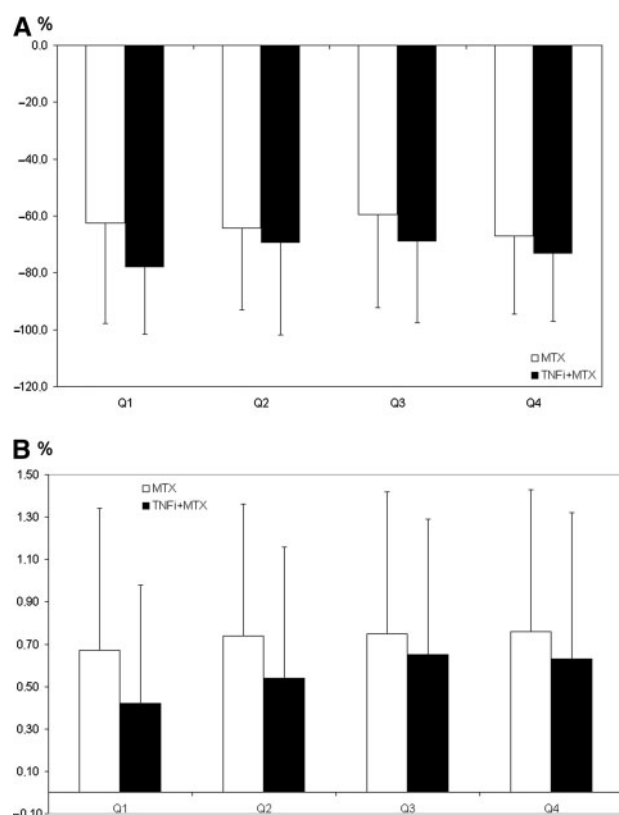 A %
0.0
−20.0
−40.0
−60.0
−80.0
−100.0
−120.0
MTX
TNFi+MTX
Q1 Q2 Q3 Q4
B %
1.50
1.30
1.10
0.90
0.70
0.50
0.30
0.10
−0.10
MTX
TNFi+MTX
Q1 Q2 Q3 Q4